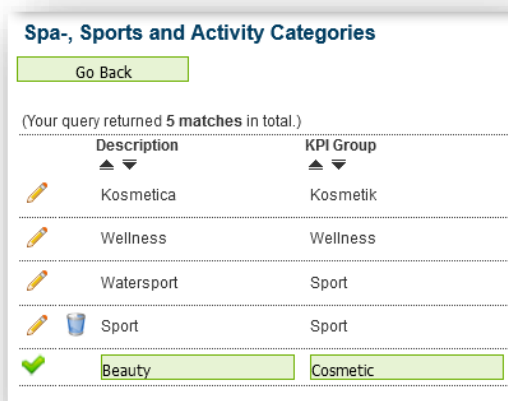 Spa-, Sports and Activity Categories
Go Back
(Your query returned 5 matches in total.)
Description KPI Group
Kosmetica Kosmetik
Wellness Wellness
Watersport Sport
Sport Sport
Beauty Cosmetic